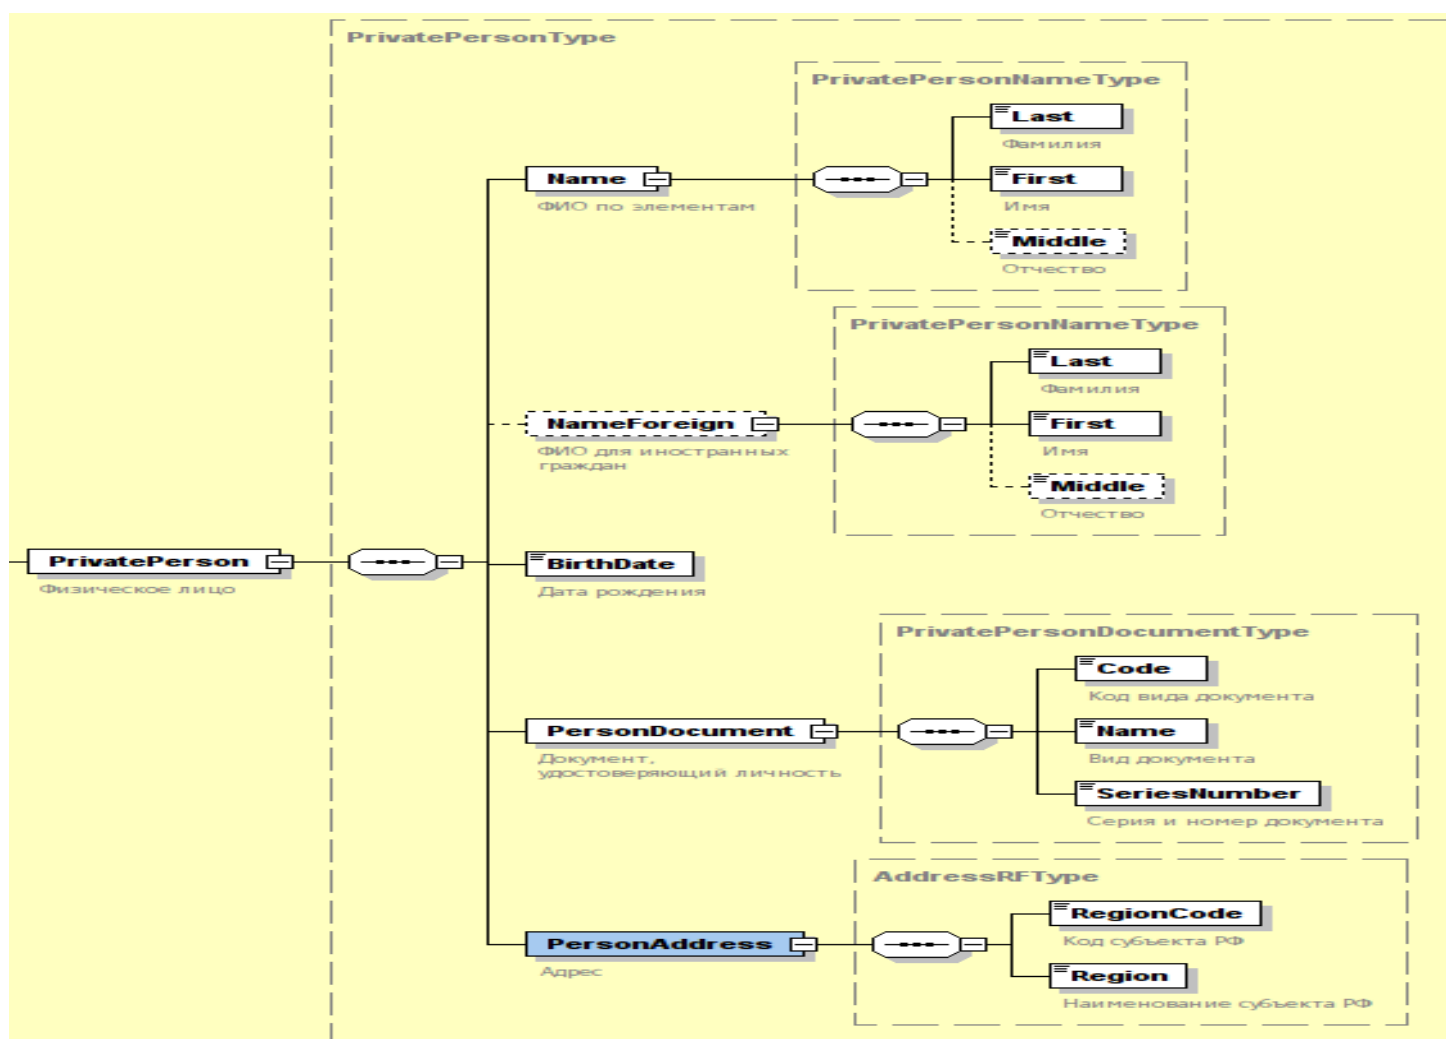 PrivatePersonType
PrivatePersonNameType
Last
Фамилия
Name
First
ФИО по элементам
Имя
Middle
Отчество
PrivatePersonNameType
Last
Фамилия
NameForeign
First
ФИО для иностранных
граждан
Имя
Middle
Отчество
PrivatePerson
Физическое лицо
BirthDate
Дата рождения
PrivatePersonDocumentType
Code
Код вида документа
PersonDocument
Документ,
удостоверяющий личность
Name
Вид документа
SeriesNumber
Серия и номер документа
AddressRFType
RegionCode
Код субъекта РФ
PersonAddress
Адрес
Region
Наименование субъекта РФ